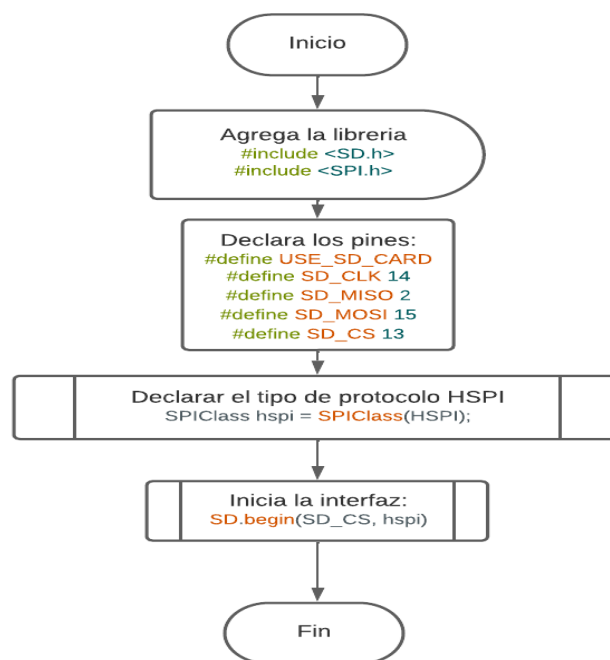 Inicio
Agrega la libreria
#include <SD.h>
#include <SPI.h>
Declara los pines:
#define USE_SD_CARD
#define SD_CLK 14
#define SD_MISO 2
#define SD_MOSI 15
#define SD_CS 13
Declarar el tipo de protocolo HSPI
SPIClass hspi = SPIClass(HSPI);
Inicia la interfaz:
SD.begin(SD_CS, hspi)
Fin